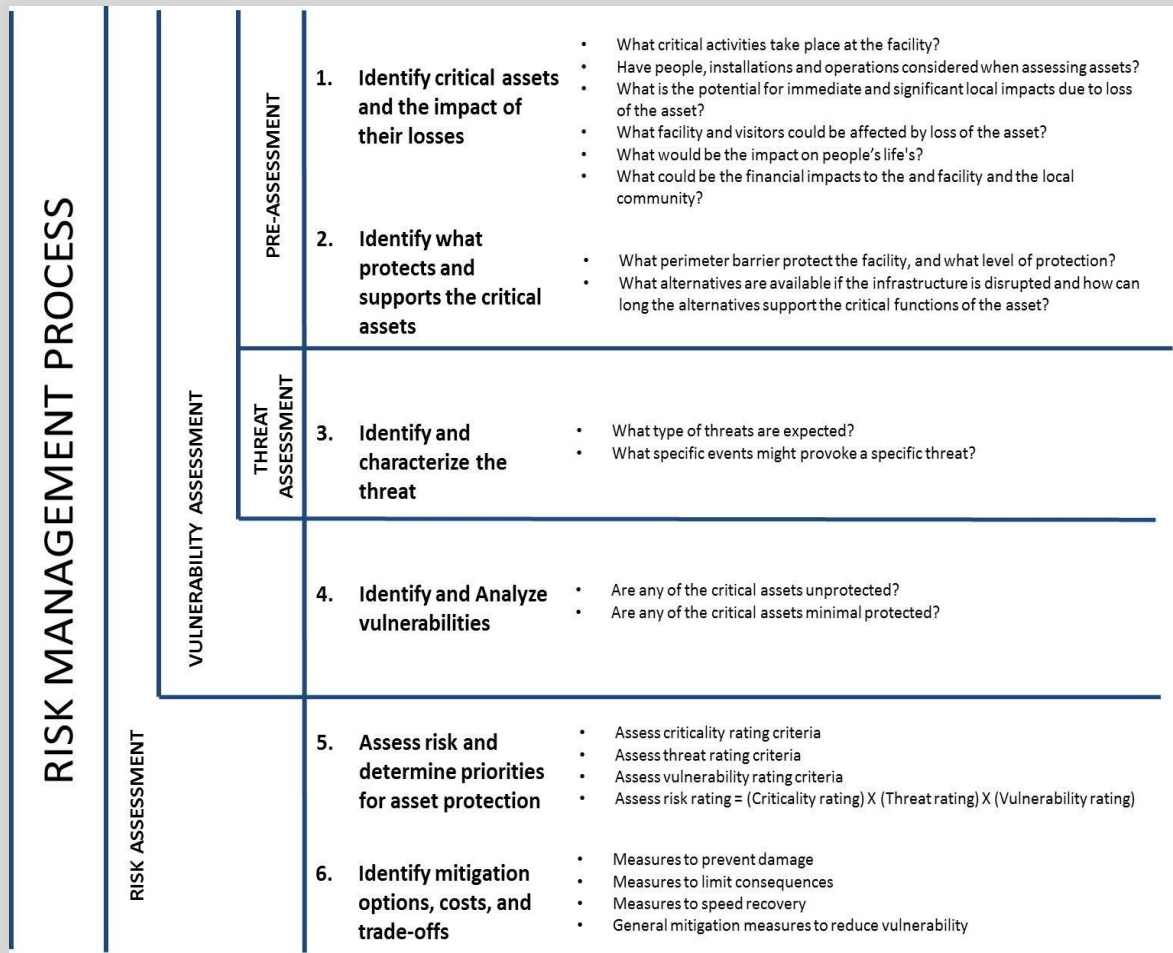 RISK MANAGEMENT PROCESS
RISK ASSESSMENT
VULNERABILITY ASSESSMENT
PRE-ASSESSMENT
1. Identify critical assets
and the impact of
their losses
• What critical activities take place at the facility?
• Have people, installations and operations considered when assessing assets?
• What is the potential for immediate and significant local impacts due to loss
of the asset?
• What facility and visitors could be affected by loss of the asset?
• What would be the impact on people's life's?
• What could be the financial impacts to the and facility and the local
community?
2. Identify what
protects and
supports the critical
assets
• What perimeter barrier protect the facility, and what level of protection?
• What alternatives are available if the infrastructure is disrupted and how can
long the alternatives support the critical functions of the asset?
THREAT
ASSESSMENT
3. Identify and
characterize the
threat
• What type of threats are expected?
• What specific events might provoke a specific threat?
4. Identify and Analyze
vulnerabilities
• Are any of the critical assets unprotected?
• Are any of the critical assets minimal protected?
5. Assess risk and
determine priorities
for asset protection
• Assess criticality rating criteria
• Assess threat rating criteria
• Assess vulnerability rating criteria
• Assess risk rating = (Criticality rating) X (Threat rating) X (Vulnerability rating)
6. Identify mitigation
options, costs, and
trade-offs
• Measures to prevent damage
• Measures to limit consequences
• Measures to speed recovery
• General mitigation measures to reduce vulnerability